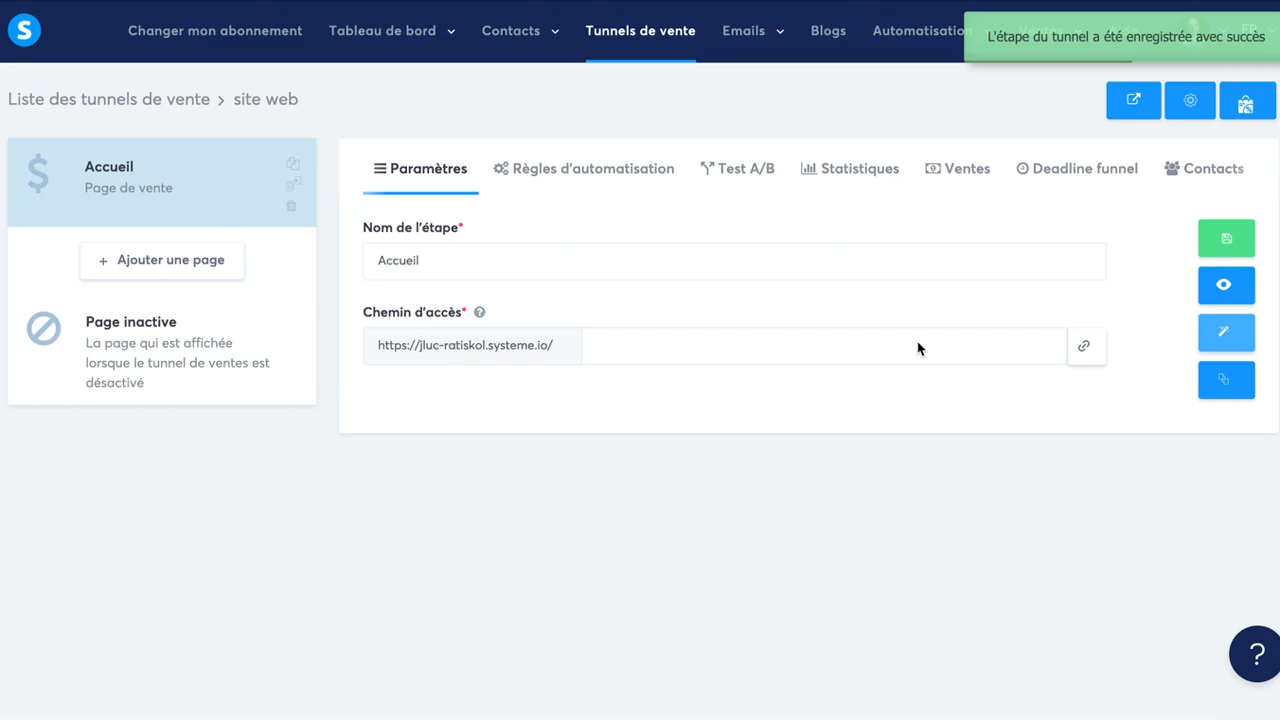 S
Changer mon abonnement
Tableau de bord
Contacts
Tunnels de vente
Emails
Blogs
Automatisation
L'étape du tunnel a été enregistrée avec succès
Liste des tunnels de vente > site web
Accueil
Page de vente
+ Ajouter une page
Page inactive
La page qui est affichée
lorsque le tunnel de ventes est
désactivé
Paramètres
Règles d'automatisation
Test A/B
Statistiques
Ventes
Deadline funnel
Contacts
Nom de l'étape*
Accueil
Chemin d'accès* ?
https://jluc-ratiskol.systeme.io/
?